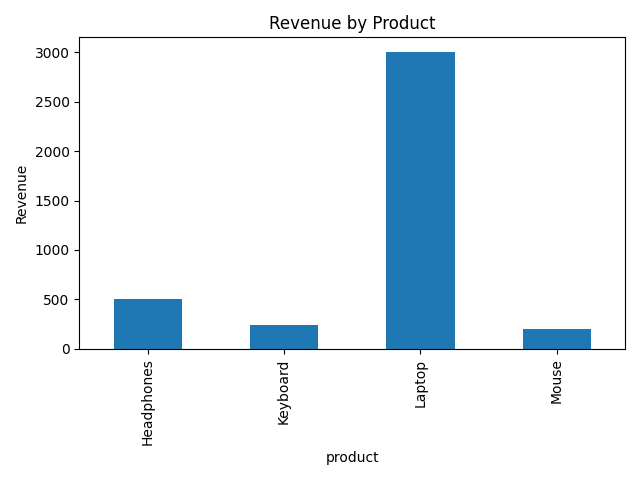 Revenue by Product
Revenue
3000
2500
2000
1500
1000
500
0
Headphones
Keyboard
Laptop
Mouse
product